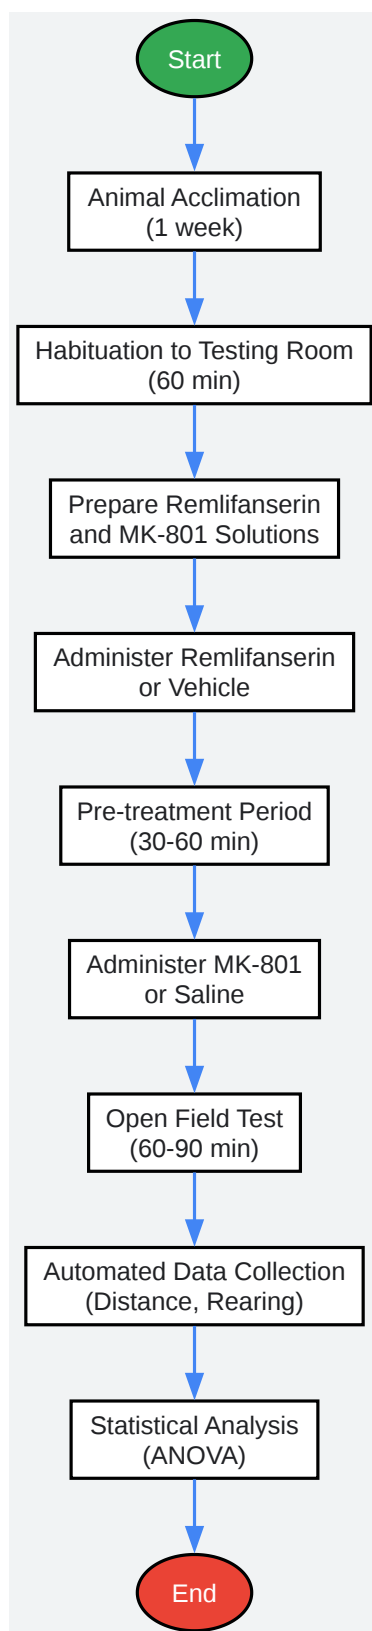 Start
Animal Acclimation
(1 week)
Habituation to Testing Room
(60 min)
Prepare Remlifanserin
and MK-801 Solutions
Administer Remlifanserin
or Vehicle
Pre-treatment Period
(30-60 min)
Administer MK-801
or Saline
Open Field Test
(60-90 min)
Automated Data Collection
(Distance, Rearing)
Statistical Analysis
(ANOVA)
End